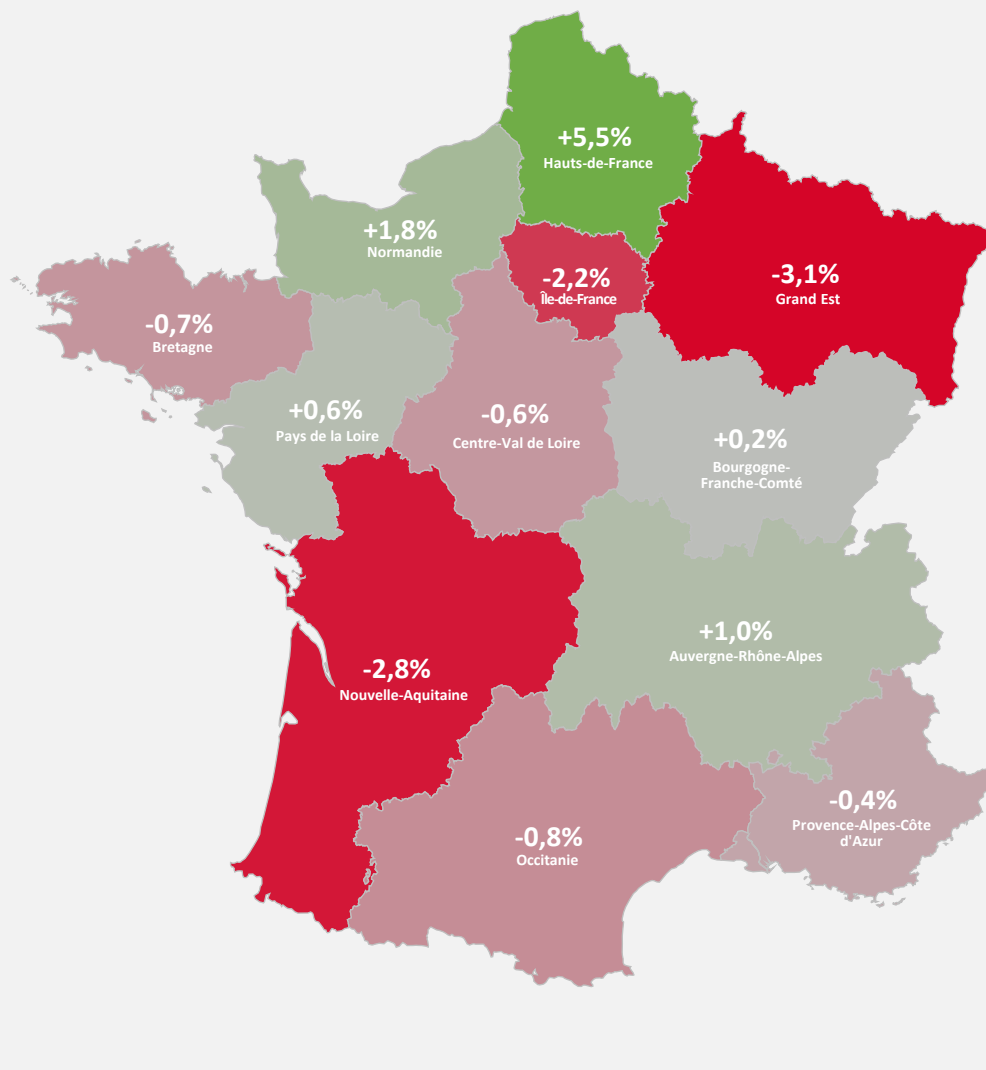 +5,5%
Hauts-de-France
+1,8%
Normandie
-2,2%
Île-de-France
-3,1%
Grand Est
-0,7%
Bretagne
+0,6%
Pays de la Loire
-0,6%
Centre-Val de Loire
+0,2%
Bourgogne-
Franche-Comté
-2,8%
Nouvelle-Aquitaine
+1,0%
Auvergne-Rhône-Alpes
-0,8%
Occitanie
-0,4%
Provence-Alpes-Côte
d'Azur